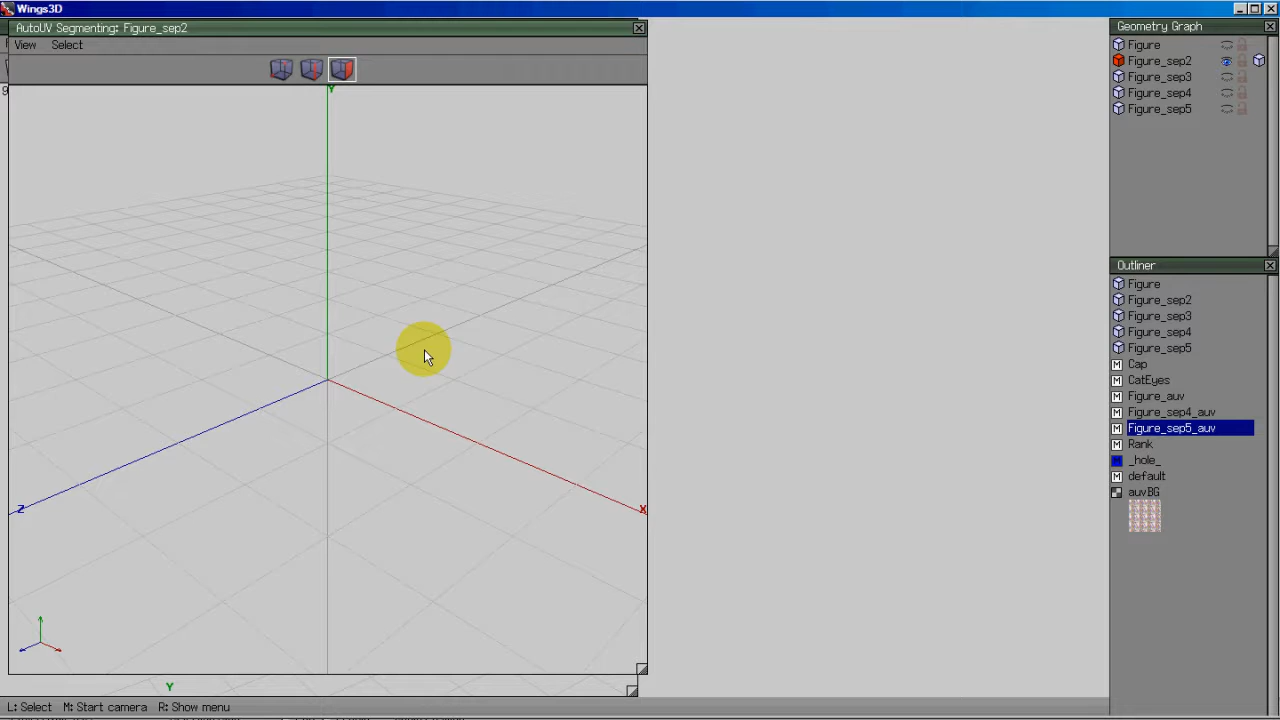 Wings3D
AutoUV Segmenting: Figure_sep2
View Select
9
Y
Z
X
Y
L: Select M: Start camera R: Show menu
Geometry Graph
Figure
Figure_sep2
Figure_sep3
Figure_sep4
Figure_sep5
Outliner
Figure
Figure_sep2
Figure_sep3
Figure_sep4
Figure_sep5
M Cap
M CatEyes
M Figure_auv
M Figure_sep4_auv
M Figure_sep5_auv
M Rank
M _hole_
M default
auvBG